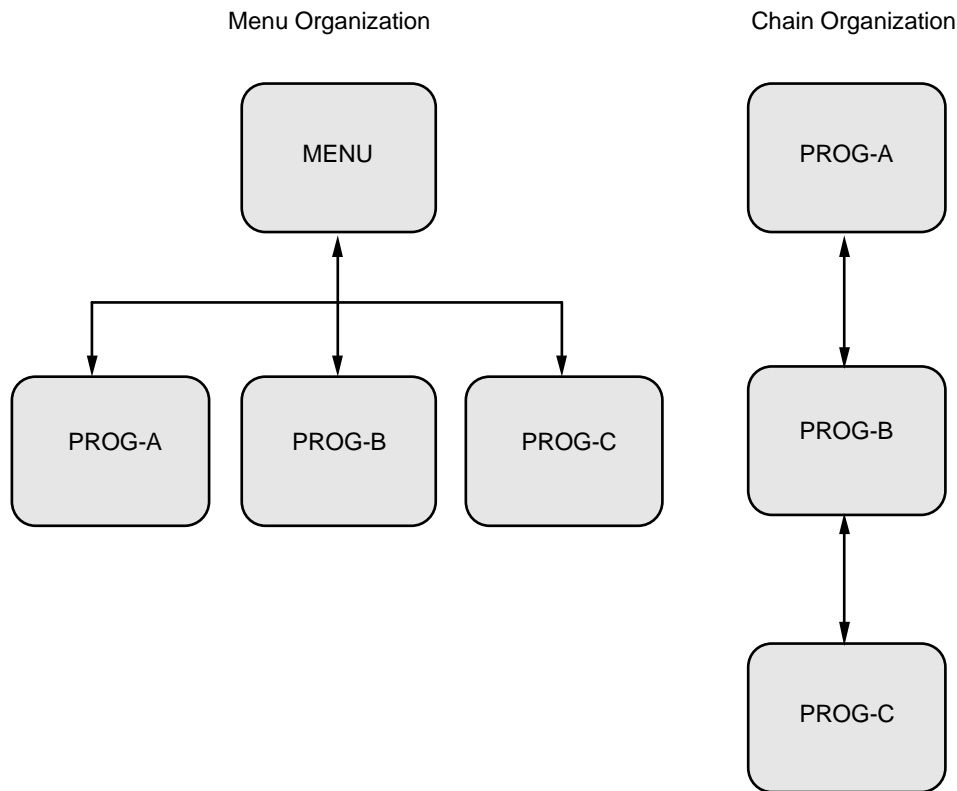 Menu Organization
MENU
PROG-A
PROG-B
PROG-C
Chain Organization
PROG-A
PROG-B
PROG-C